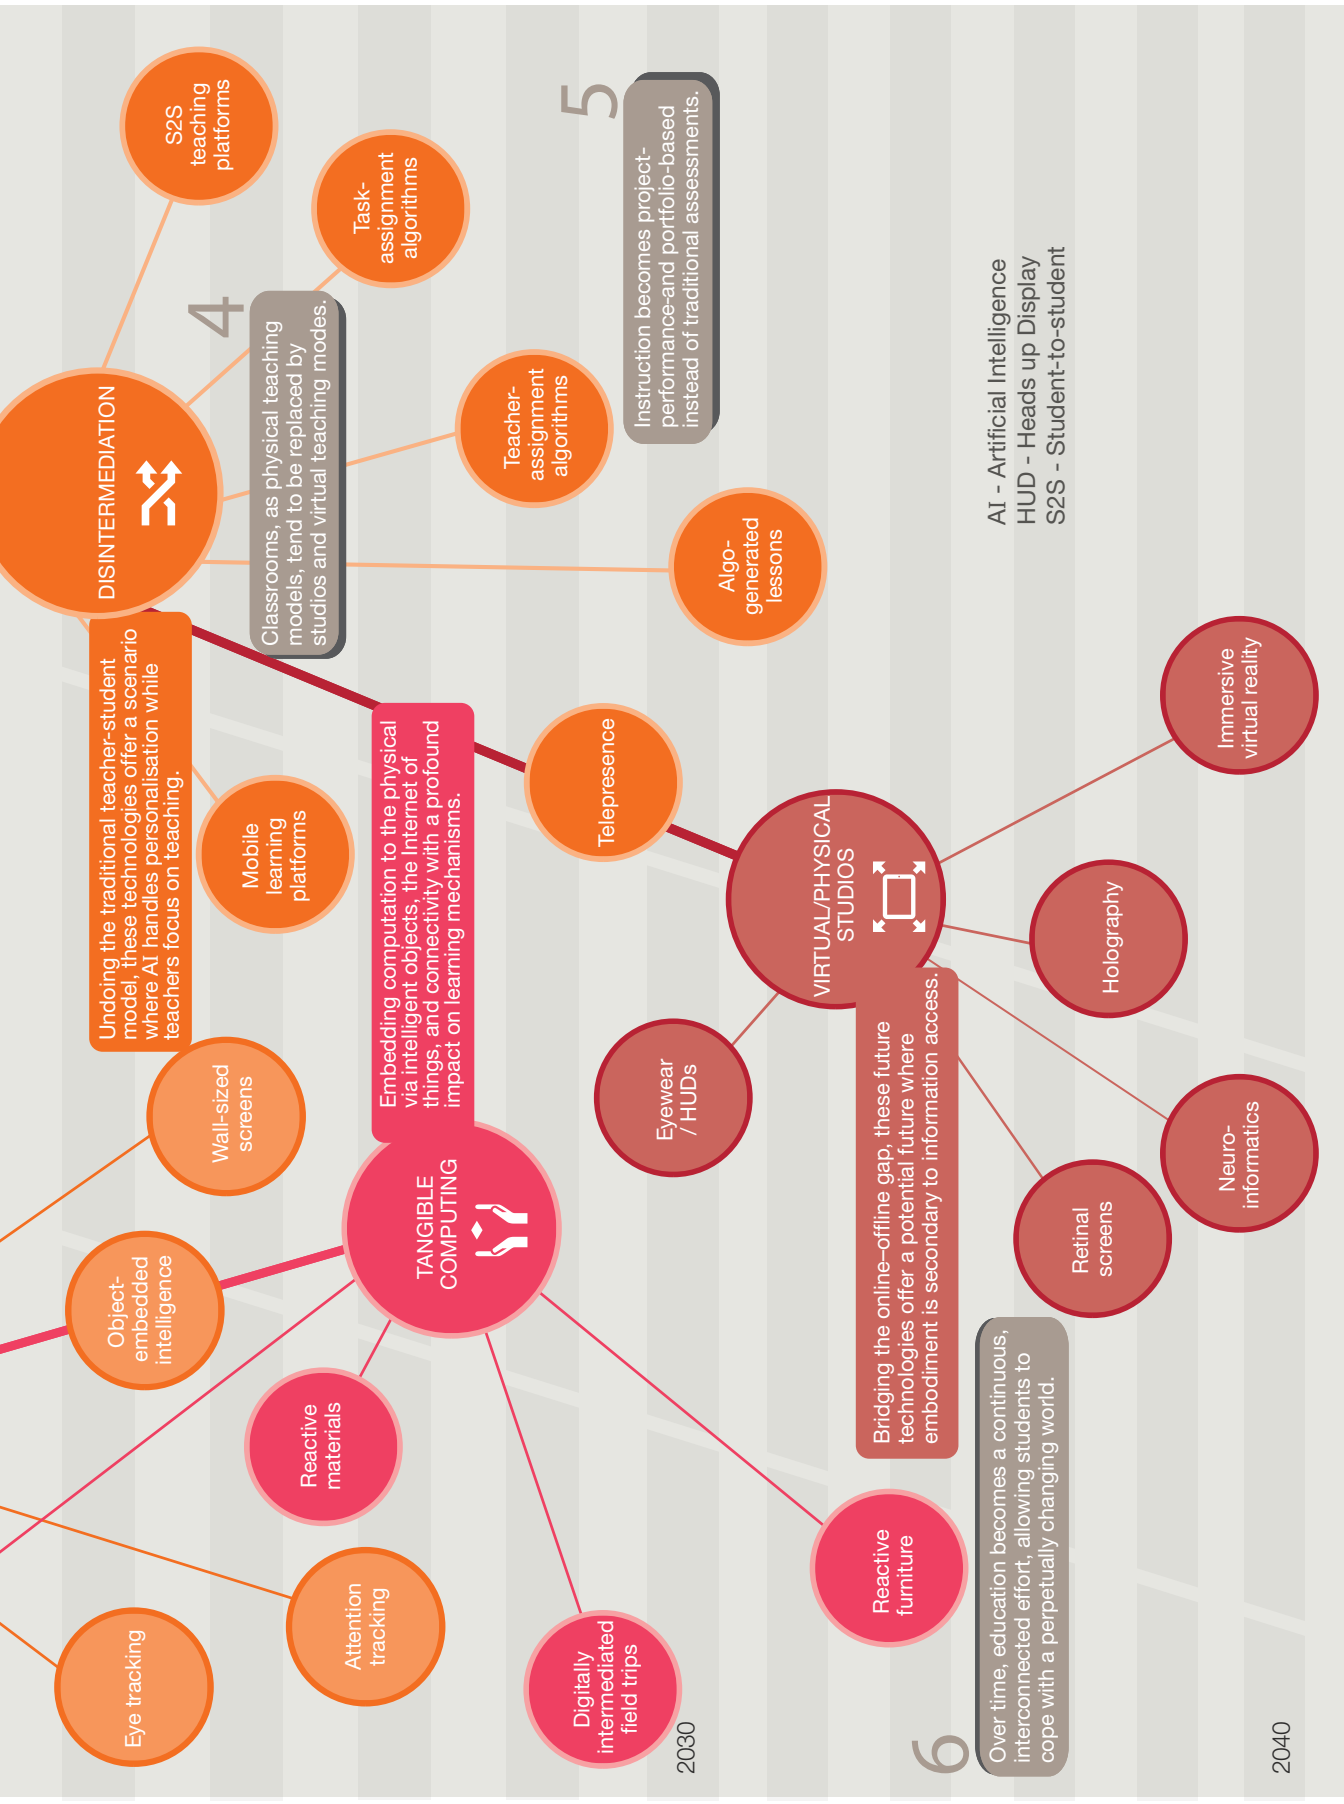 S2S
teaching
platforms
Task-
assignment
algorithms
DISINTERMEDIATION
4
Classrooms, as physical teaching
models, tend to be replaced by
studios and virtual teaching modes.
Teacher-
assignment
algorithms
5
Instruction becomes project-
performance-and portfolio-based
instead of traditional assessments.
Algo-
generated
lessons
Undoing the traditional teacher-student
model, these technologies offer a scenario
where AI handles personalisation while
teachers focus on teaching.
Mobile
learning
platforms
Telepresence
Wall-sized
screens
Object-
embedded
intelligence
Embedding computation to the physical
via intelligent objects, the Internet of
things, and connectivity with a profound
impact on learning mechanisms.
TANGIBLE
COMPUTING
Reactive
materials
Eye tracking
Attention
tracking
Digitally
intermediated
field trips
Reactive
furniture
2030
Eyewear
/ HUDs
VIRTUAL/PHYSICAL
STUDIOS
Bridging the online–offline gap, these future
technologies offer a potential future where
embodiment is secondary to information access.
Immersive
virtual reality
Holography
Neuro-
informatics
Retinal
screens
6
Over time, education becomes a continuous,
interconnected effort, allowing students to
cope with a perpetually changing world.
2040
AI - Artificial Intelligence
HUD - Heads up Display
S2S - Student-to-student